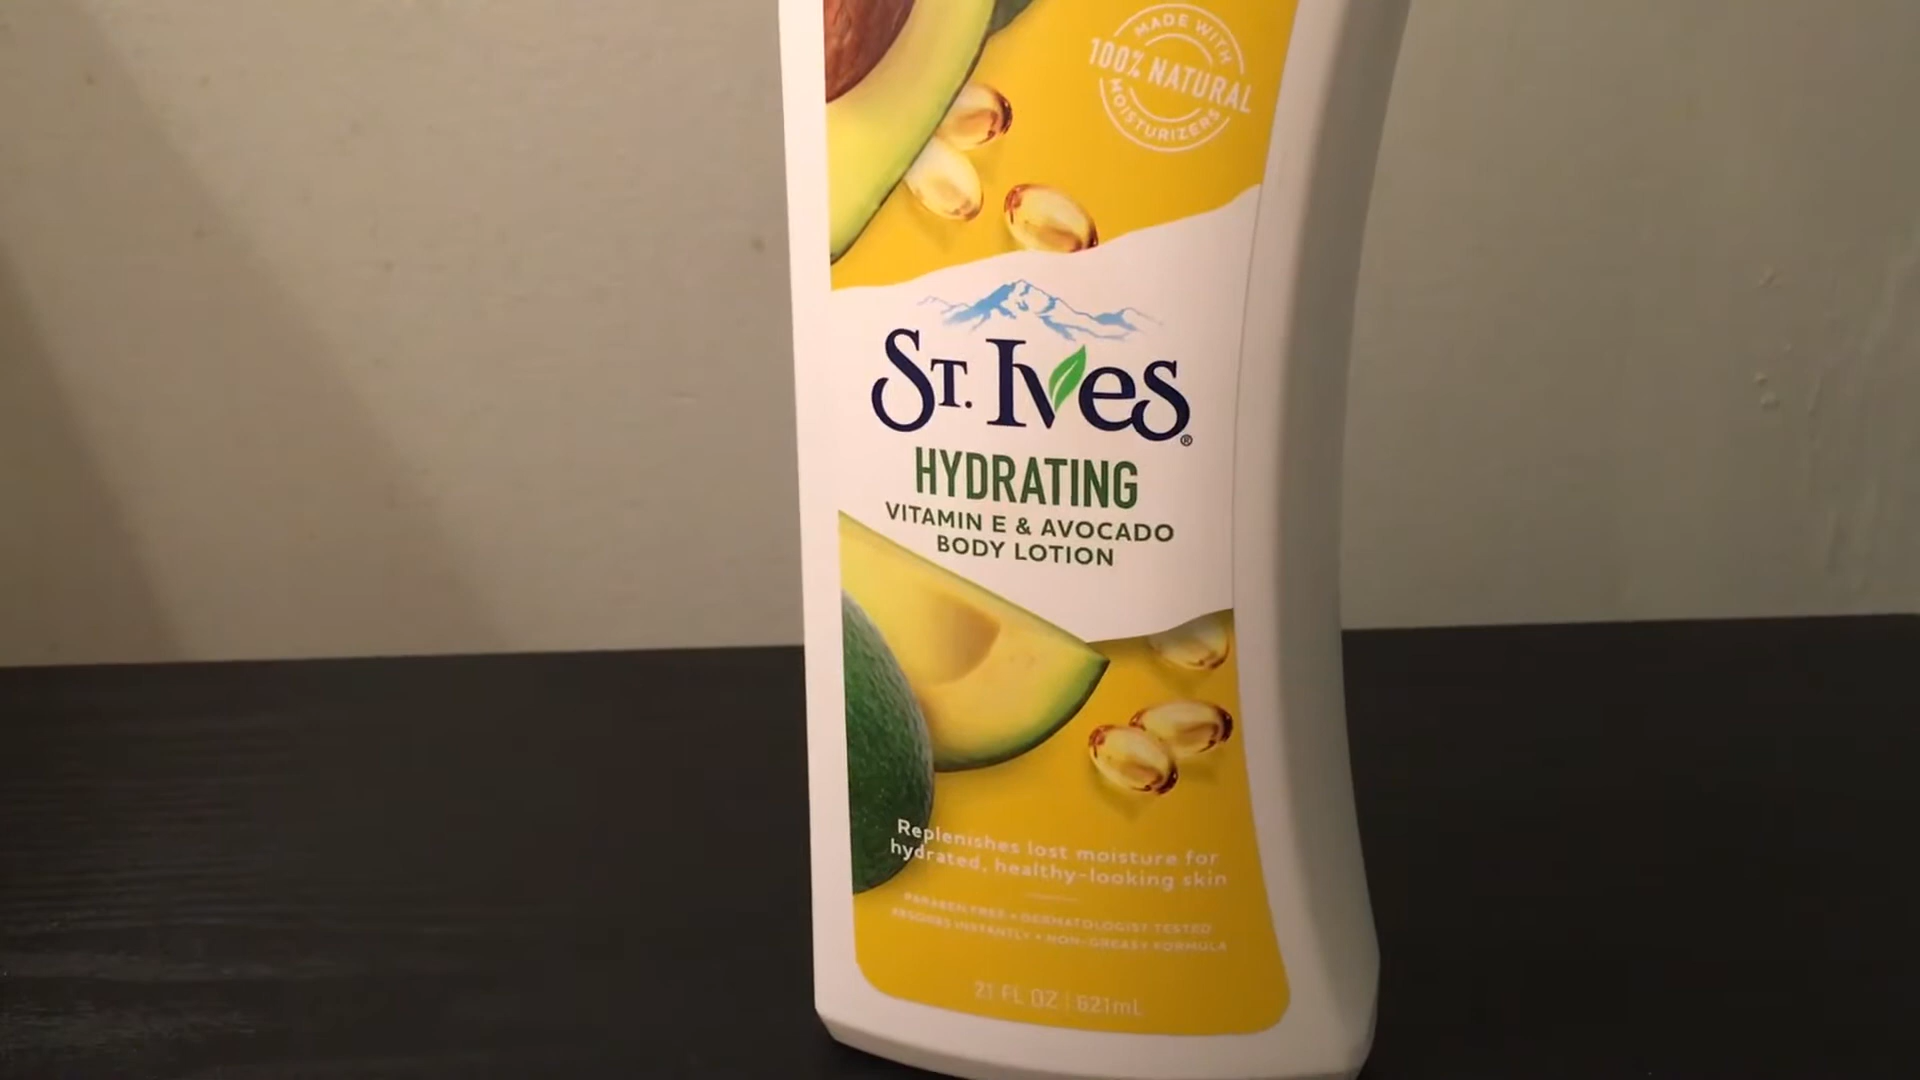 MADE WITH
100% NATURAL
MOISTURIZERS
ST. IVES®
HYDRATING
VITAMIN E & AVOCADO
BODY LOTION
Replenishes lost moisture for
hydrated, healthy-looking skin
PARABEN FREE • DERMATOLOGIST TESTED
ABSORBS INSTANTLY • NON-GREASY FORMULA
21 FL OZ | 621mL